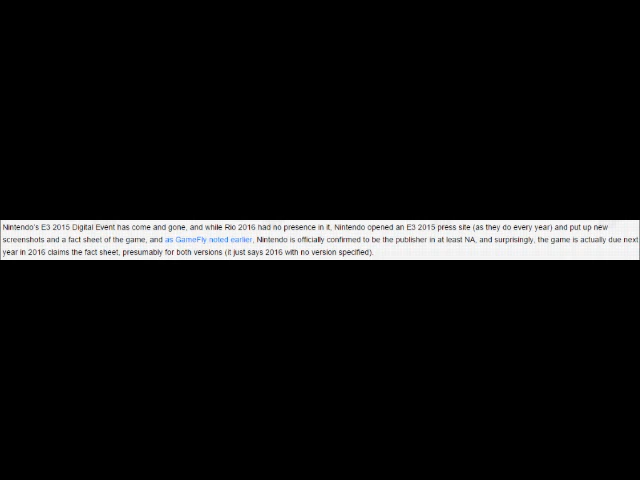 Nintendo's E3 2015 Digital Event has come and gone, and while Rio 2016 had no presence in it, Nintendo opened an E3 2015 press site (as they do every year) and put up new
screenshots and a fact sheet of the game, and as GameFly noted earlier, Nintendo is officially confirmed to be the publisher in at least NA, and surprisingly, the game is actually due next
year in 2016 claims the fact sheet, presumably for both versions (it just says 2016 with no version specified).